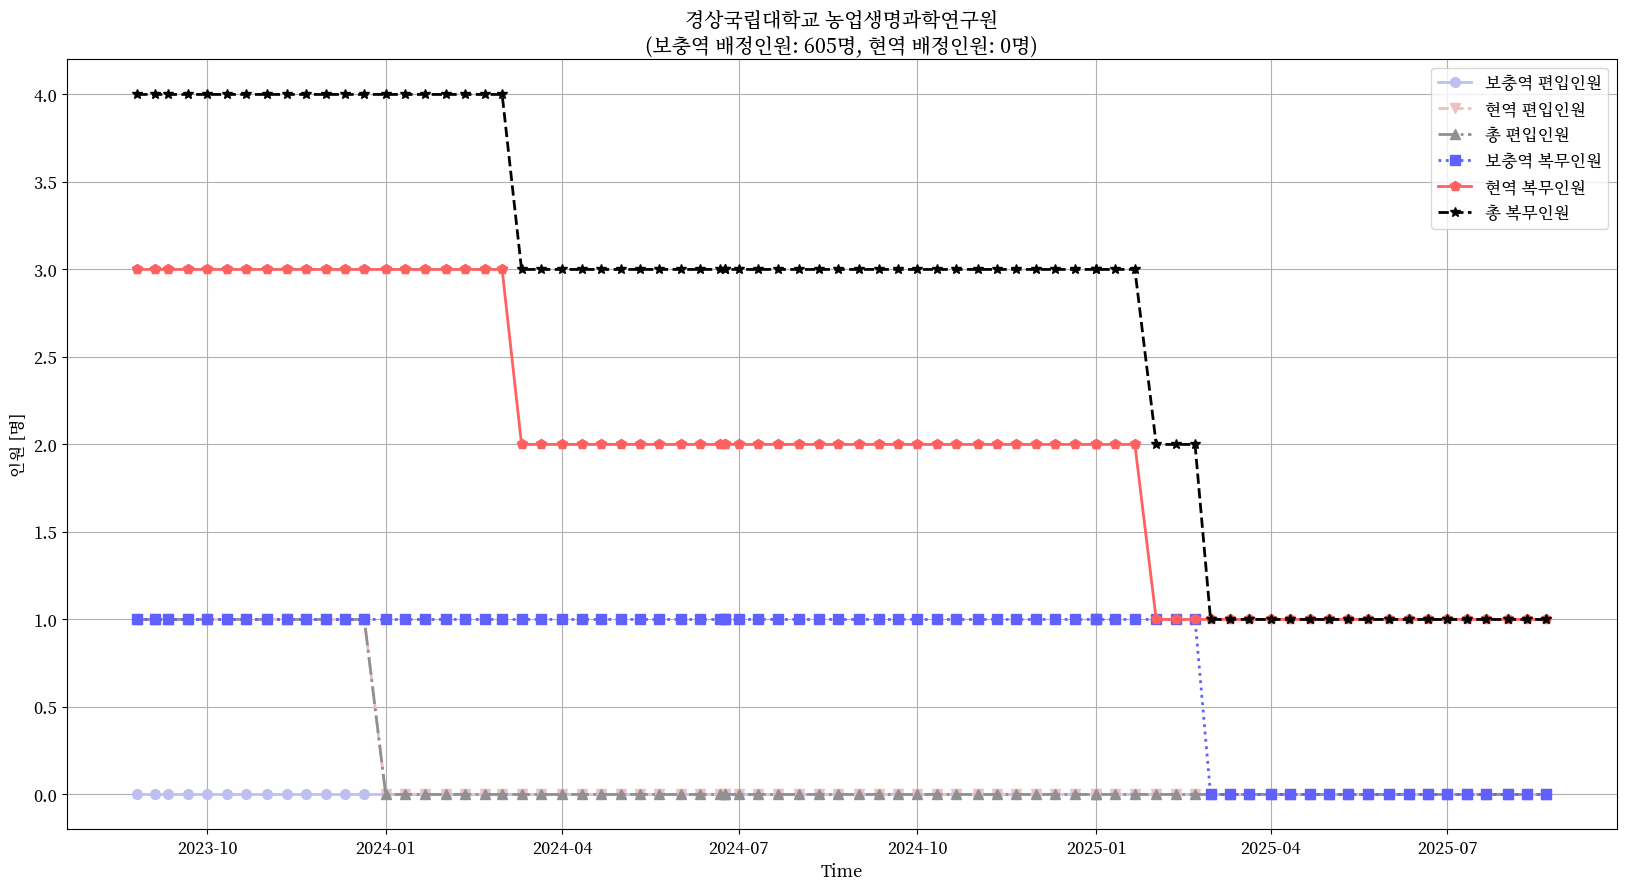 경상국립대학교 농업생명과학연구원
(보충역 배정인원: 605명, 현역 배정인원: 0명)
보충역 편입인원
현역 편입인원
총 편입인원
보충역 복무인원
현역 복무인원
총 복무인원
인원 [명]
4.0
3.5
3.0
2.5
2.0
1.5
1.0
0.5
0.0
2023-10
2024-01
2024-04
2024-07
2024-10
2025-01
2025-04
2025-07
Time